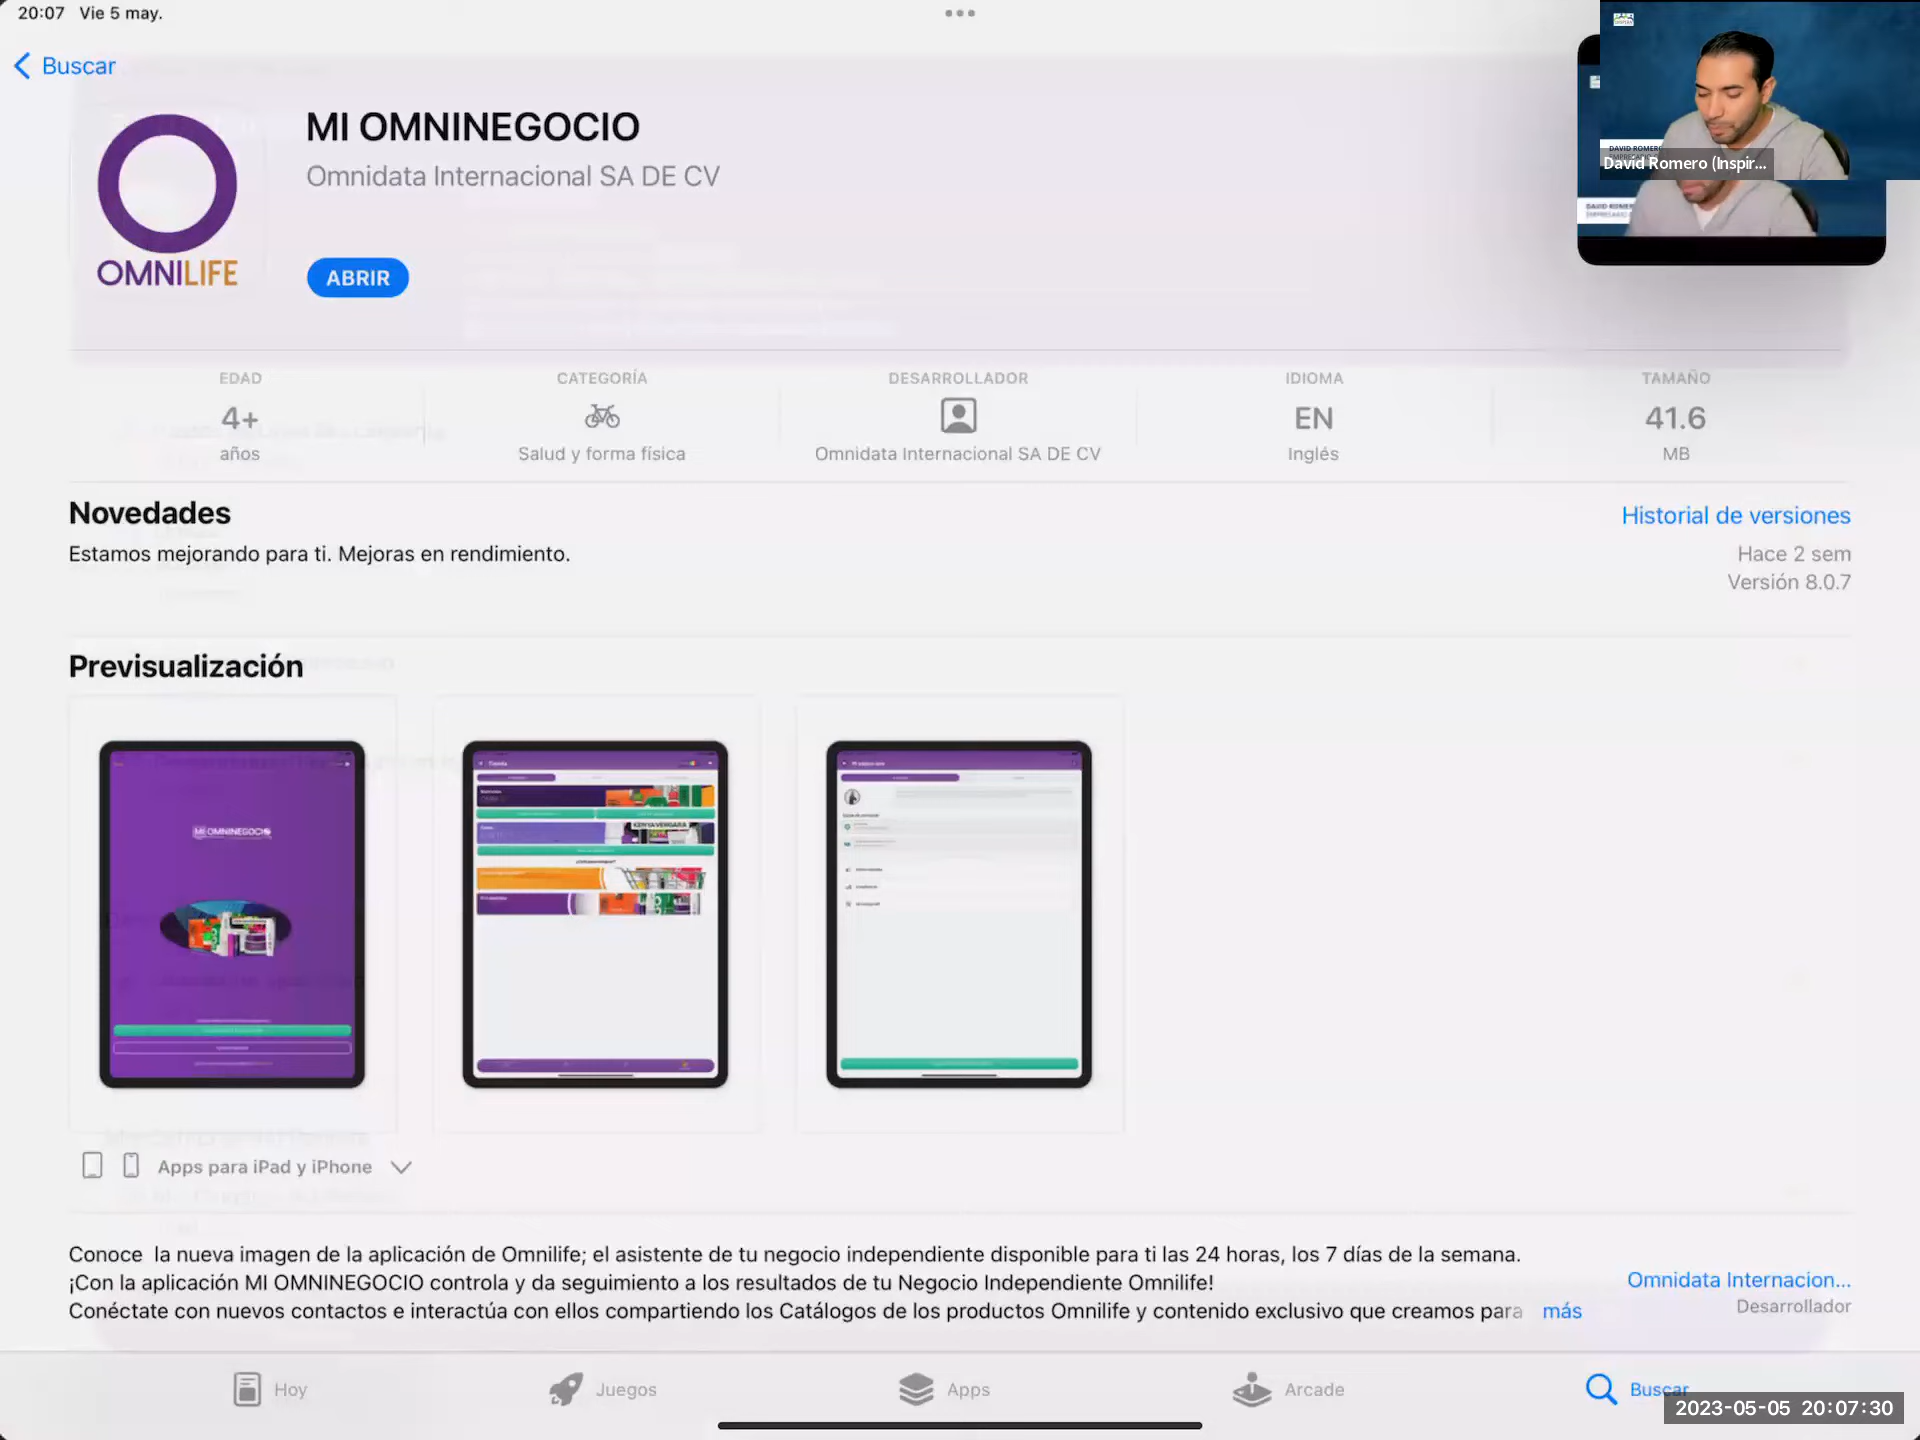 20:07 Vie 5 may.
Buscar
MI OMNINEGOCIO
Omnidata Internacional SA DE CV
OMNILIFE
ABRIR
DAVID ROMERO
David Romero (Inspir...
EDAD
4+
años
CATEGORÍA
Salud y forma física
DESARROLLADOR
Omnidata Internacional SA DE CV
IDIOMA
EN
Inglés
TAMAÑO
41.6
MB
Novedades
Historial de versiones
Estamos mejorando para ti. Mejoras en rendimiento.
Hace 2 sem
Versión 8.0.7
Previsualización
MI OMNINEGOCIO
Tienda
KENYA VERGARA
Apps para iPad y iPhone
Conoce la nueva imagen de la aplicación de Omnilife; el asistente de tu negocio independiente disponible para ti las 24 horas, los 7 días de la semana.
¡Con la aplicación MI OMNINEGOCIO controla y da seguimiento a los resultados de tu Negocio Independiente Omnilife!
Conéctate con nuevos contactos e interactúa con ellos compartiendo los Catálogos de los productos Omnilife y contenido exclusivo que creamos para más
Omnidata Internacion...
Desarrollador
Hoy
Juegos
Apps
Arcade
Buscar
2023-05-05 20:07:30